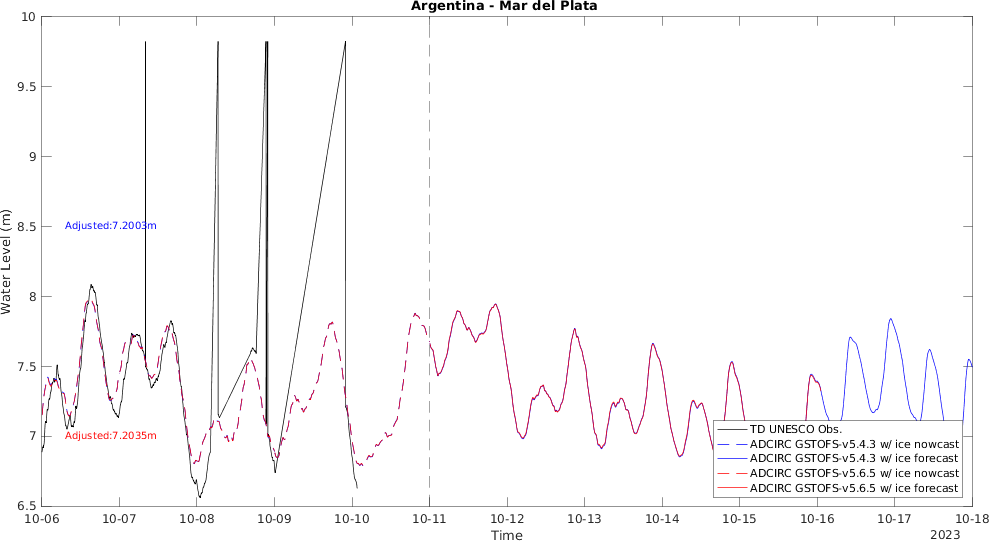 Argentina - Mar del Plata
10
9.5
9
8.5
8
7.5
7
6.5
Water Level (m)
Adjusted:7.2003m
Adjusted:7.2035m
TD UNESCO Obs.
ADCIRC GSTOFS-v5.4.3 w/ ice nowcast
ADCIRC GSTOFS-v5.4.3 w/ ice forecast
ADCIRC GSTOFS-v5.6.5 w/ ice nowcast
ADCIRC GSTOFS-v5.6.5 w/ ice forecast
10-06 10-07 10-08 10-09 10-10 10-11 10-12 10-13 10-14 10-15 10-16 10-17 10-18
Time
2023